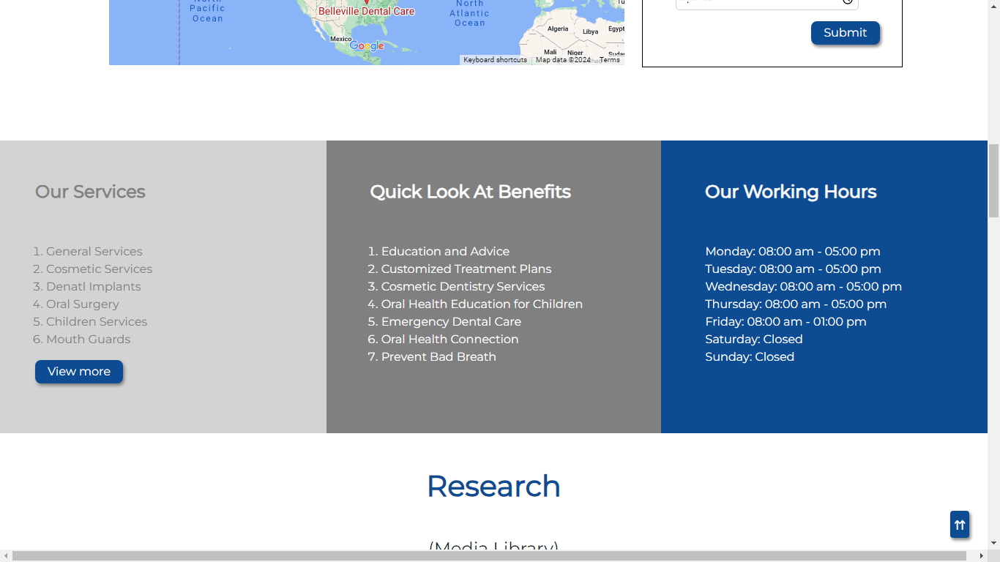 North
Pacific
Ocean
Belleville Dental Care
North
Atlantic
Ocean
Mexico
Google
Algeria
Libya
Egypt
Mali
Niger
Keyboard shortcuts
Map data ©2024
Terms
Submit
Our Services
1. General Services
2. Cosmetic Services
3. Denatl Implants
4. Oral Surgery
5. Children Services
6. Mouth Guards
View more
Quick Look At Benefits
1. Education and Advice
2. Customized Treatment Plans
3. Cosmetic Dentistry Services
4. Oral Health Education for Children
5. Emergency Dental Care
6. Oral Health Connection
7. Prevent Bad Breath
Our Working Hours
Monday: 08:00 am - 05:00 pm
Tuesday: 08:00 am - 05:00 pm
Wednesday: 08:00 am - 05:00 pm
Thursday: 08:00 am - 05:00 pm
Friday: 08:00 am - 01:00 pm
Saturday: Closed
Sunday: Closed
Research
(Media Library)